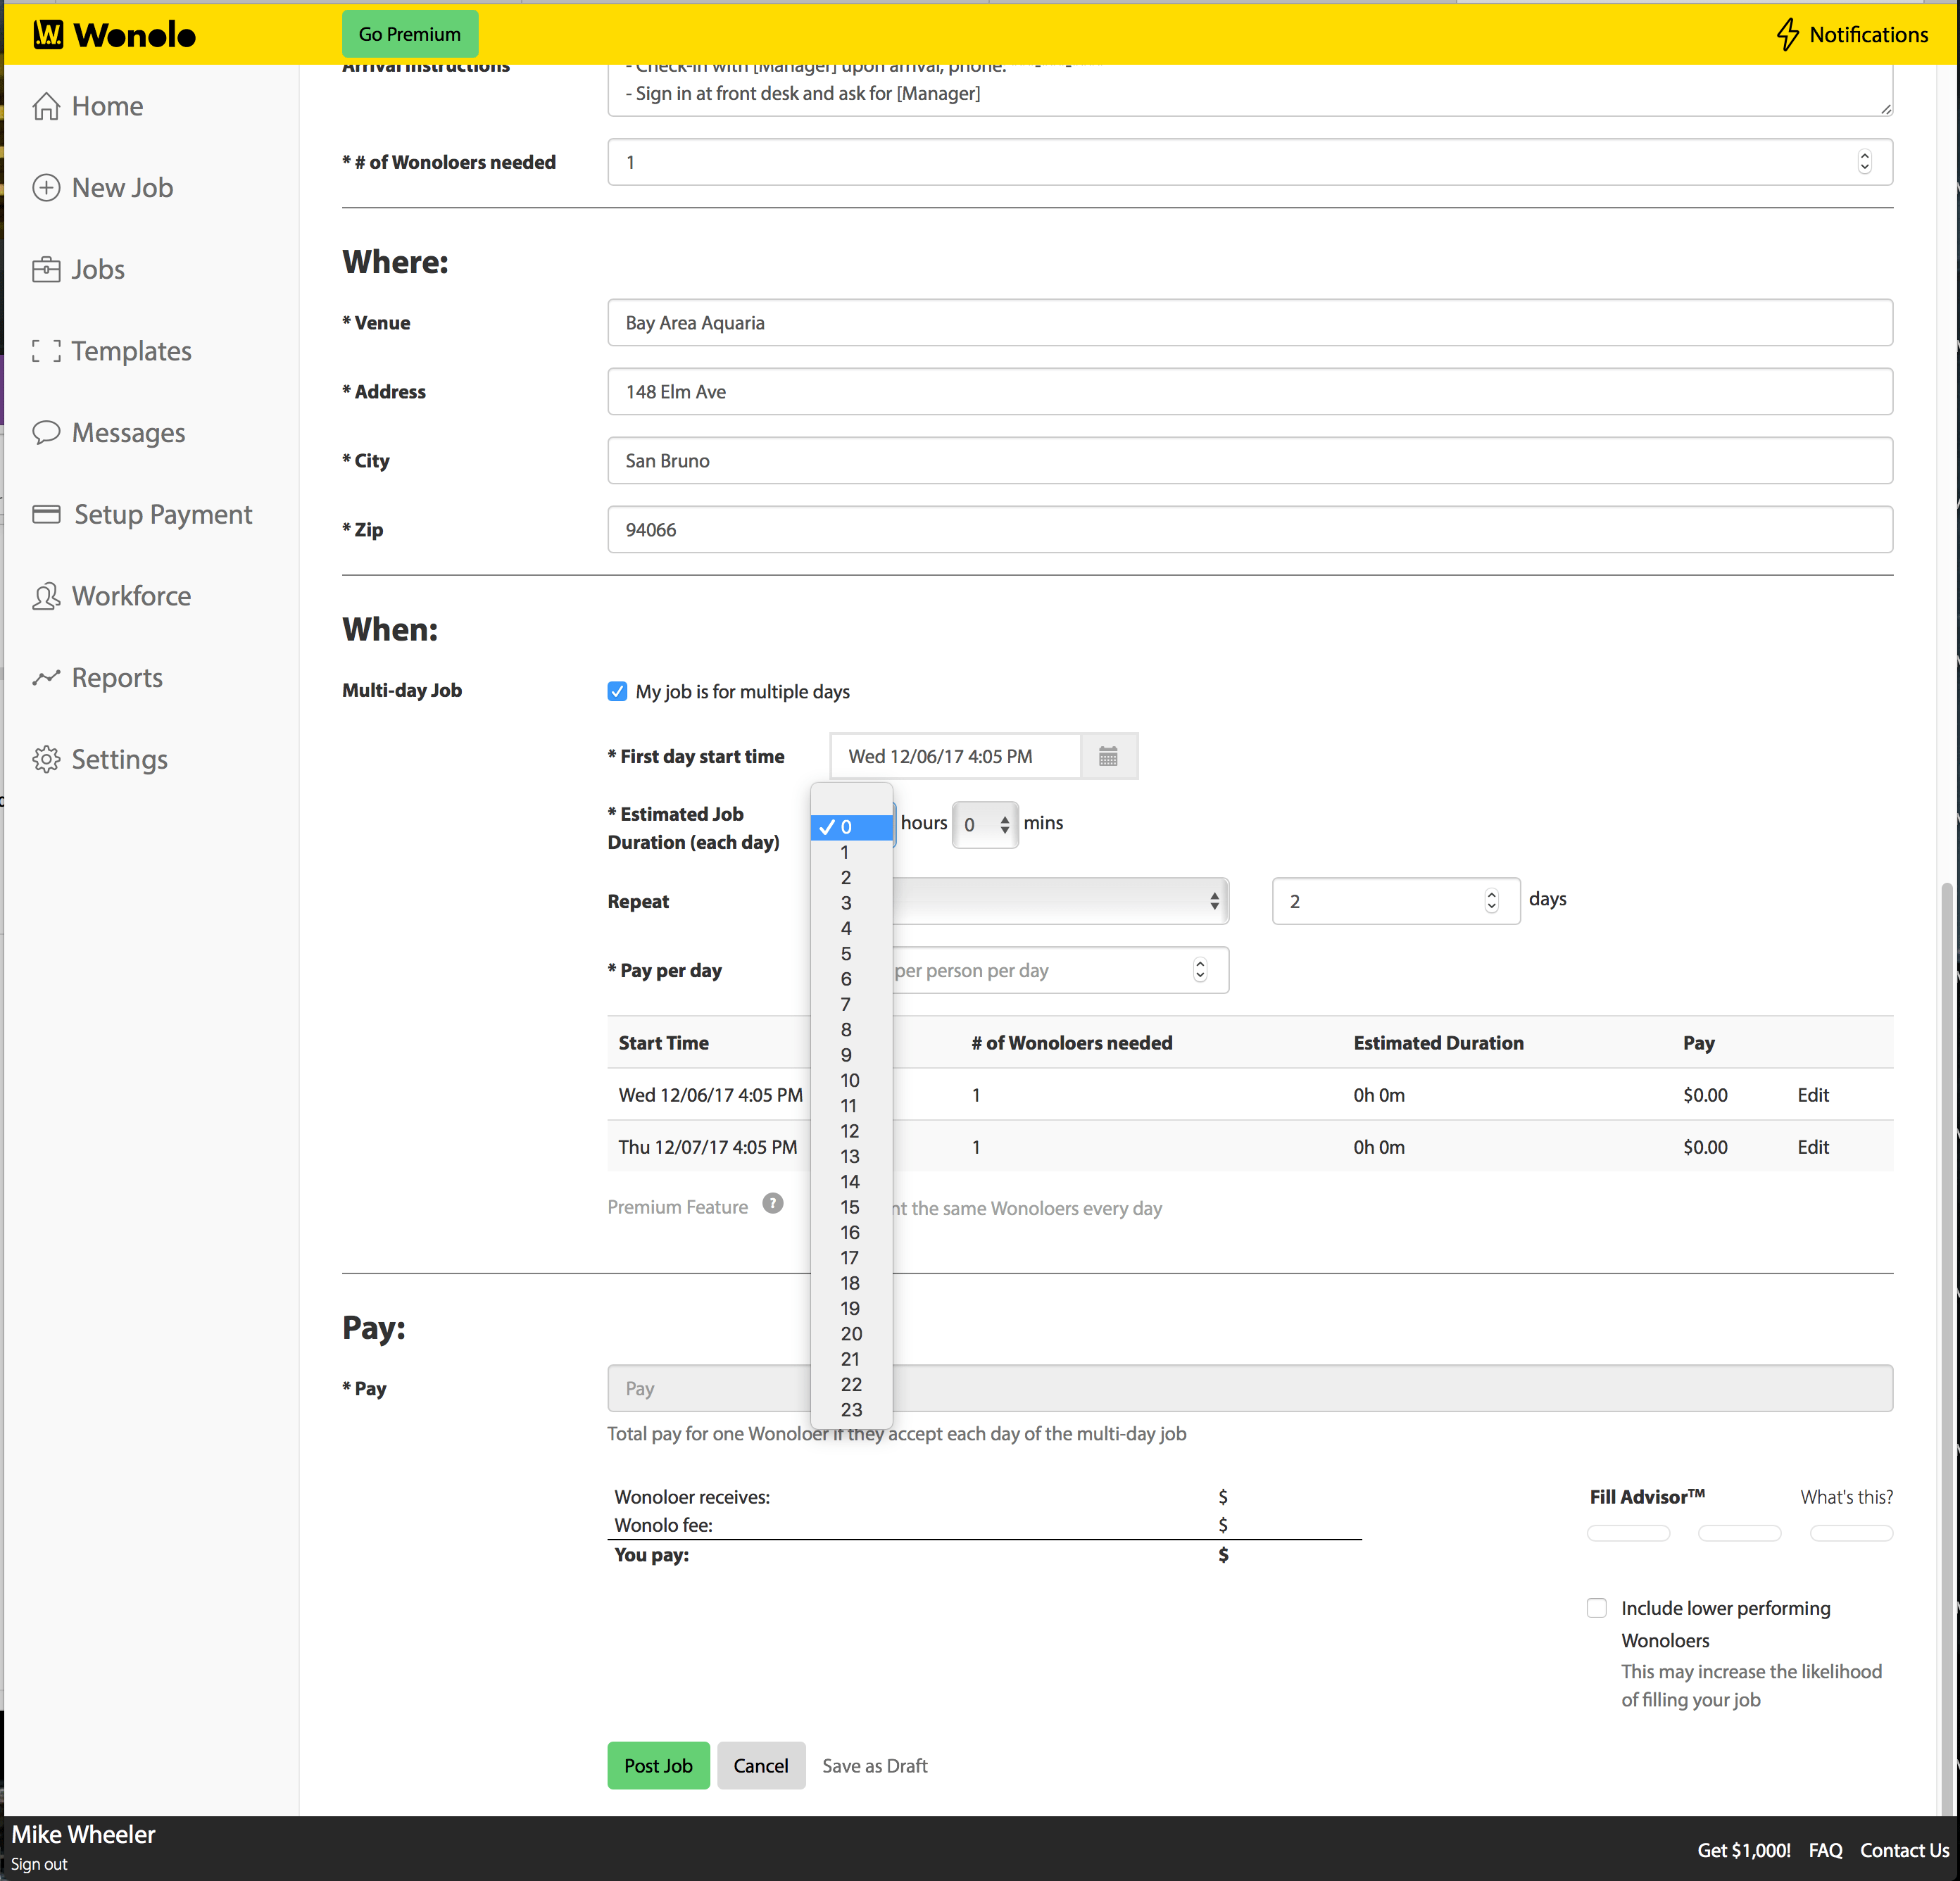 .W. Wonolo
Go Premium
Notifications
Home
New Job
Jobs
Templates
Messages
Setup Payment
Workforce
Reports
Settings
Arrival Instructions
- Check-in with [Manager] upon arrival, phone:
- Sign in at front desk and ask for [Manager]
* # of Wonoloers needed
1
Where:
* Venue
Bay Area Aquaria
* Address
148 Elm Ave
* City
San Bruno
* Zip
94066
When:
Multi-day Job
My job is for multiple days
* First day start time
Wed 12/06/17 4:05 PM
* Estimated Job
Duration (each day)
hours
0
mins
✓ 0
1
2
3
4
5
6
7
8
9
10
11
12
13
14
15
16
17
18
19
20
21
22
23
Repeat
2
days
* Pay per day
per person per day
Start Time # of Wonoloers needed Estimated Duration Pay
Wed 12/06/17 4:05 PM 1 0h 0m $0.00 Edit
Thu 12/07/17 4:05 PM 1 0h 0m $0.00 Edit
Premium Feature ?
the same Wonoloers every day
Pay:
* Pay
Pay
Total pay for one Wonoloer if they accept each day of the multi-day job
Wonoloer receives: $
Wonolo fee: $
You pay: $
Fill Advisor™
What's this?
Include lower performing
Wonoloers
This may increase the likelihood
of filling your job
Post Job
Cancel
Save as Draft
Mike Wheeler
Sign out
Get $1,000!
FAQ
Contact Us